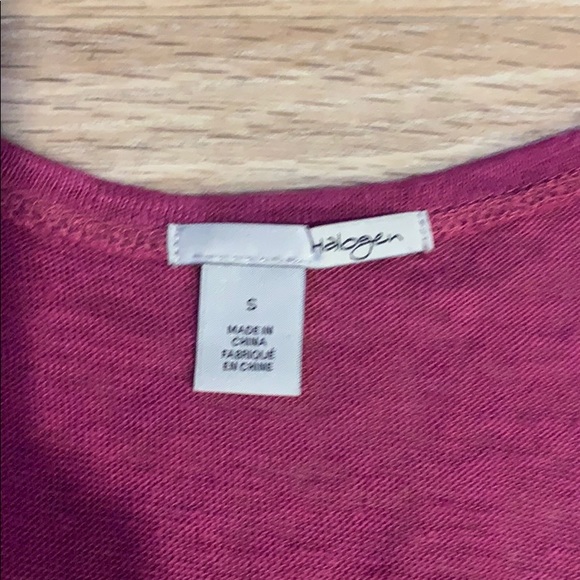 Halogen
S
MADE IN
CHINA
FABRIQUÉ
EN CHINE